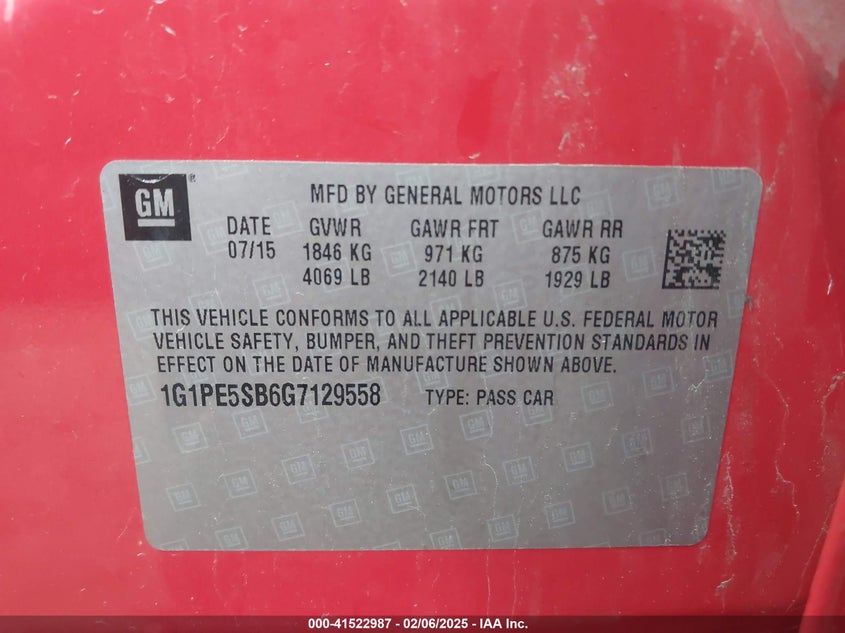 GM ®
MFD BY GENERAL MOTORS LLC
DATE GVWR GAWR FRT GAWR RR
07/15 1846 KG 971 KG 875 KG
4069 LB 2140 LB 1929 LB
THIS VEHICLE CONFORMS TO ALL APPLICABLE U.S. FEDERAL MOTOR
VEHICLE SAFETY, BUMPER, AND THEFT PREVENTION STANDARDS IN
EFFECT ON THE DATE OF MANUFACTURE SHOWN ABOVE.
1G1PE5SB6G7129558 TYPE: PASS CAR
000-41522987 - 02/06/2025 - IAA Inc.